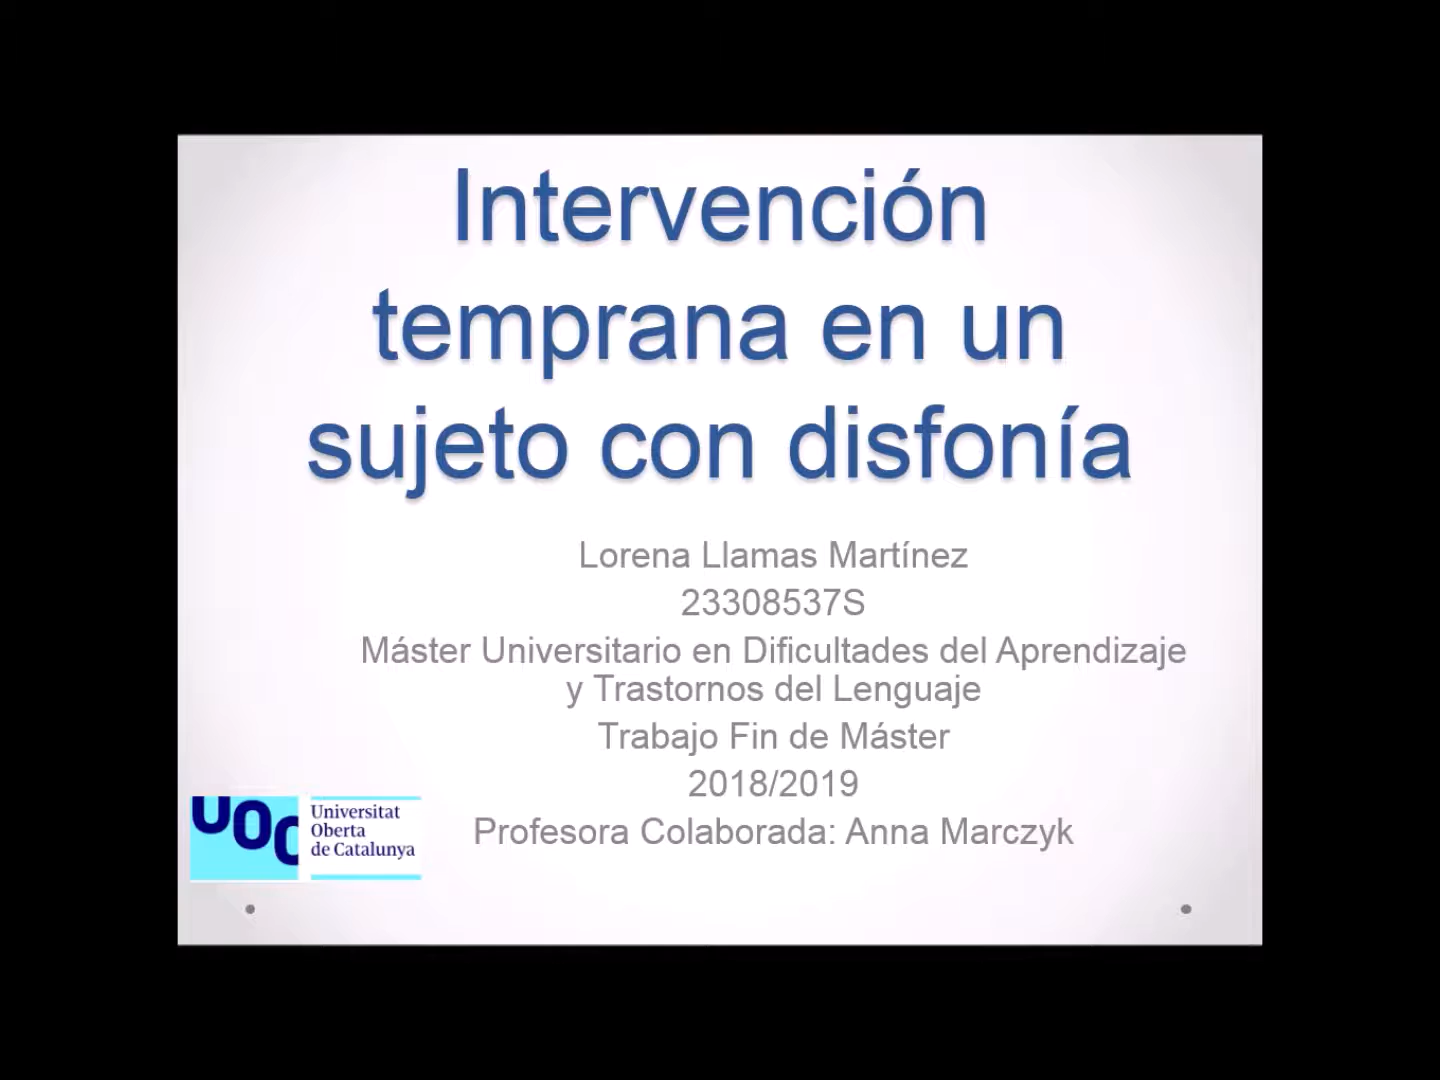 Intervención
temprana en un
sujeto con disfonía
Lorena Llamas Martínez
23308537S
Máster Universitario en Dificultades del Aprendizaje
y Trastornos del Lenguaje
Trabajo Fin de Máster
2018/2019
Profesora Colaborada: Anna Marczyk
UOC
Universitat
Oberta
de Catalunya